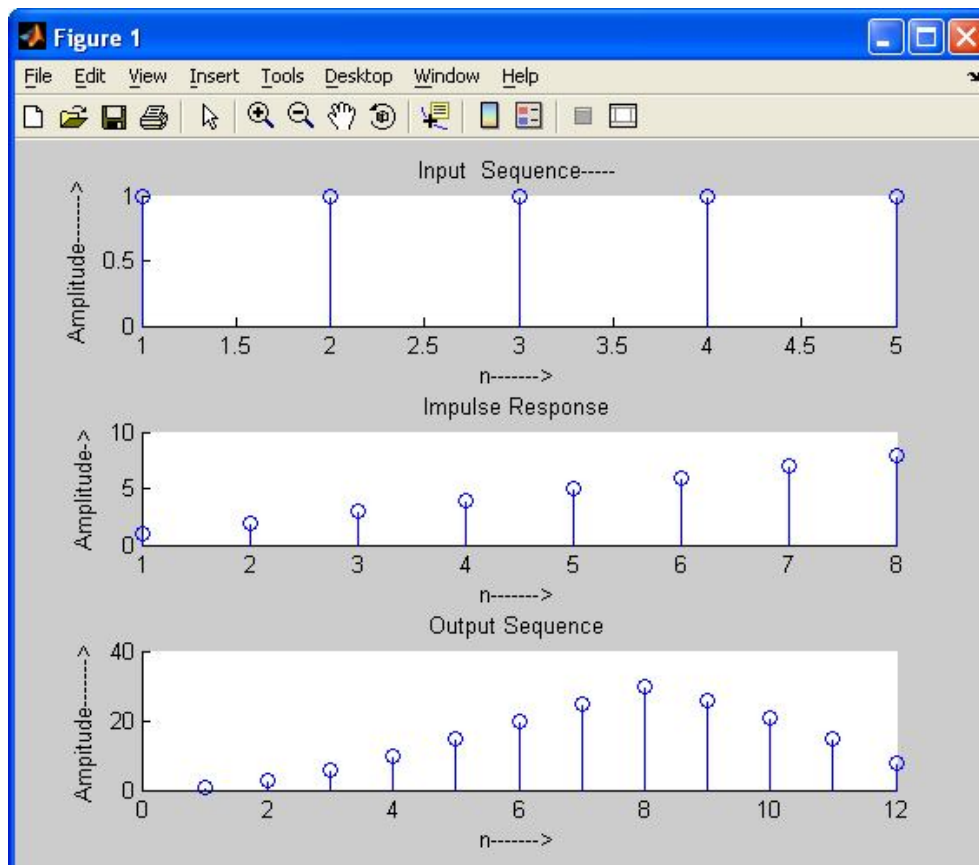 Figure 1
File Edit View Insert Tools Desktop Window Help
Input Sequence-----
Amplitude------->
1
0.5
0
1 1.5 2 2.5 3 3.5 4 4.5 5
n------->
Impulse Response
Amplitude->
10
5
0
1 2 3 4 5 6 7 8
n------->
Output Sequence
Ampitude------->
40
20
0
0 2 4 6 8 10 12
n------->